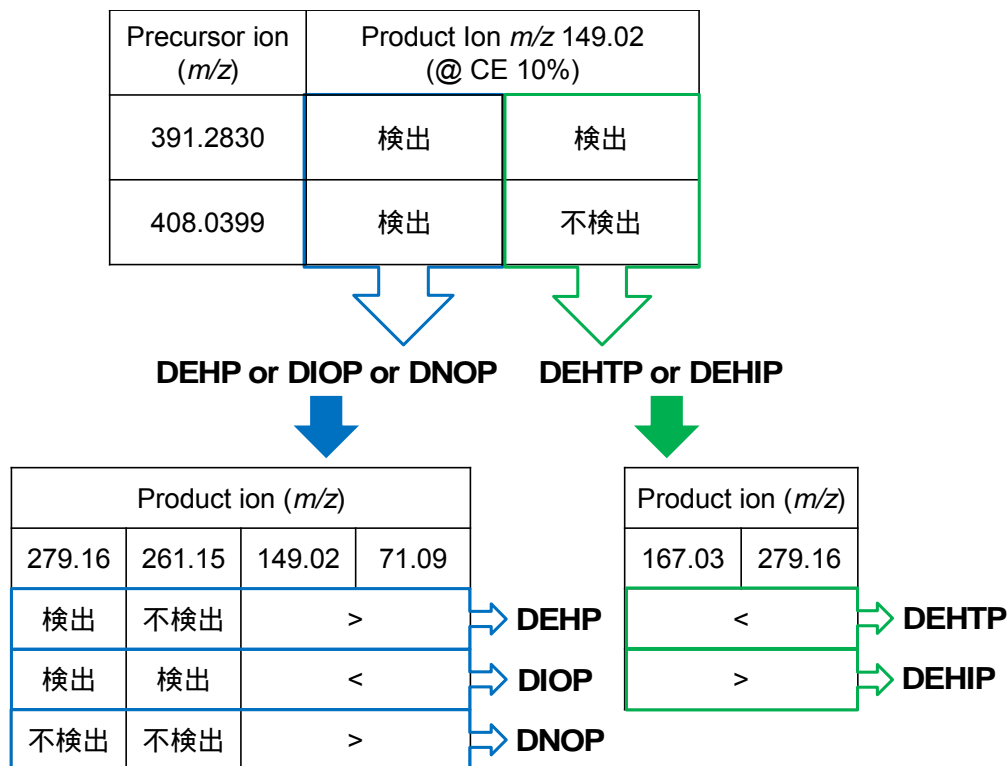 Precursor ion (m/z) Product Ion m/z 149.02 (@ CE 10%)
391.2830 検出 検出
408.0399 検出 不検出
DEHP or DIOP or DNOP DEHTP or DEHIP
Product ion (m/z)
279.16 261.15 149.02 71.09
検出 不検出 > DEHP
検出 検出 < DIOP
不検出 不検出 > DNOP
Product ion (m/z)
167.03 279.16
< DEHTP
> DEHIP